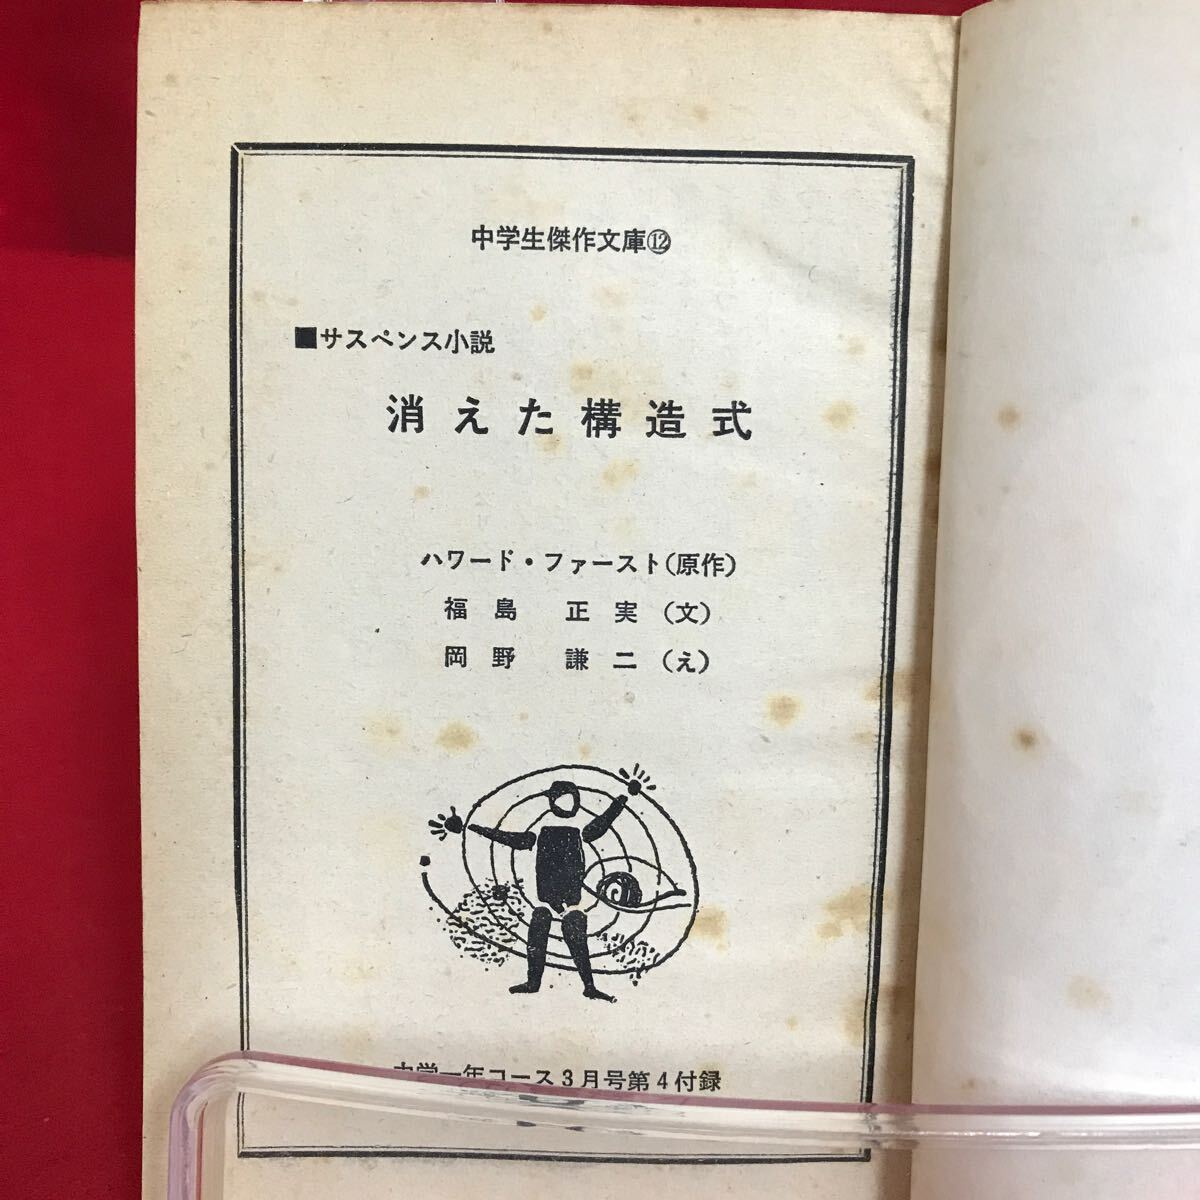 中学生傑作文庫⑫
■サスペンス小説
消えた構造式
ハワード・ファースト(原作)
福島 正実(文)
岡野 謙二(え)
中学一年コース3月号第4付録